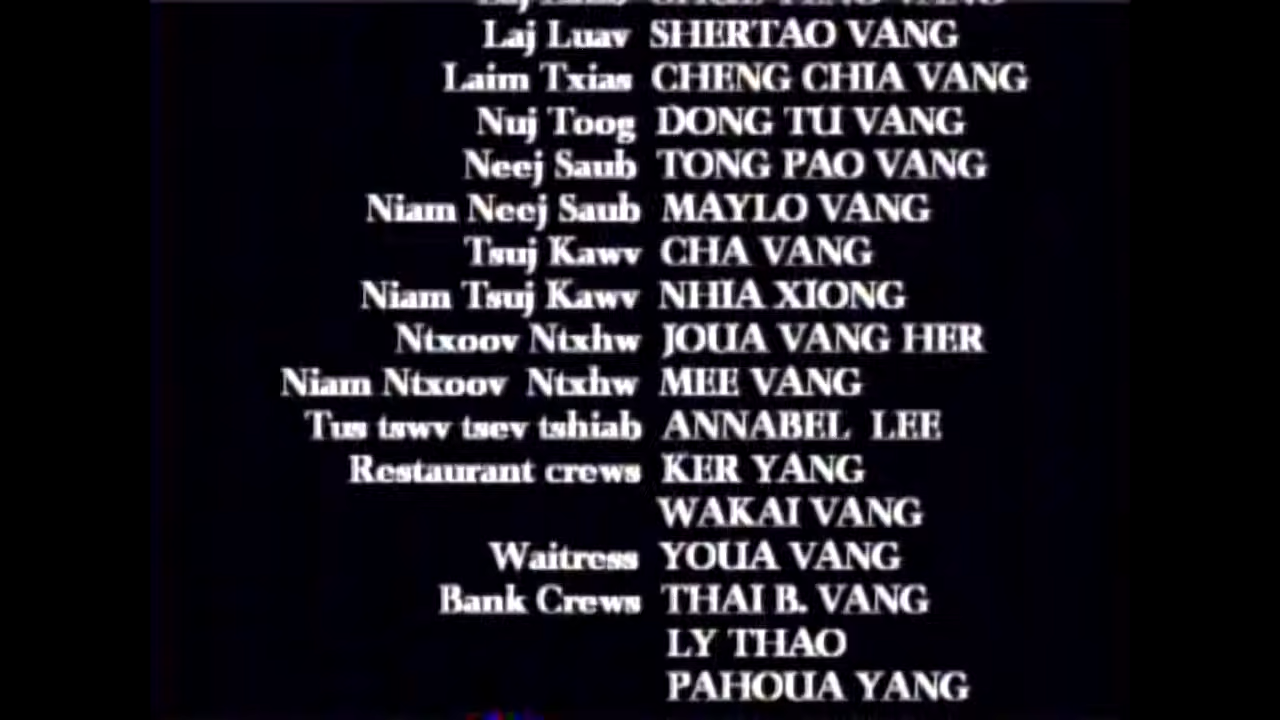 Laj Luav SHERTAO VANG
Laim Txias CHENG CHIA VANG
Nuj Toog DONG TU VANG
Neej Saub TONG PAO VANG
Niam Neej Saub MAYLO VANG
Tsuj Kawv CHA VANG
Niam Tsuj Kawv NHIA XIONG
Ntxoov Ntxhw JOUA VANG HER
Niam Ntxoov Ntxhw MEE VANG
Tus tswv tsev tshiab ANNABEL LEE
Restaurant crews KER YANG
WAKAI VANG
Waitress YOUA VANG
Bank Crews THAI B. VANG
LY THAO
PAHOUA YANG